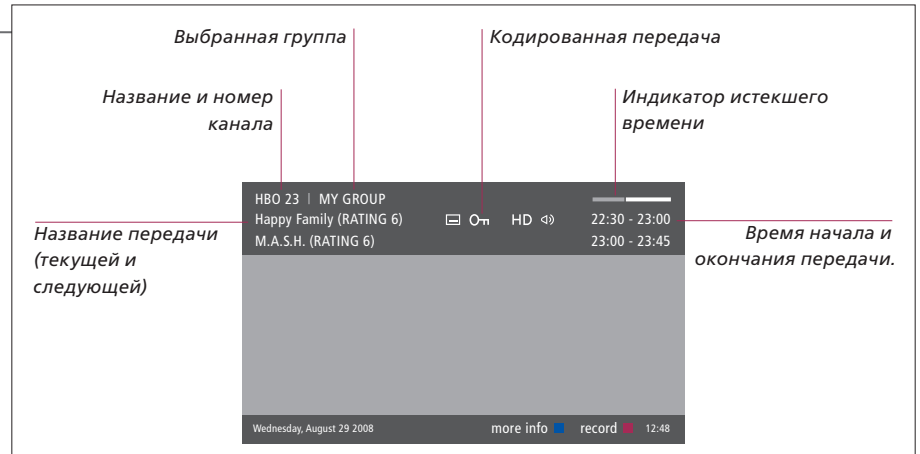 Выбранная группа
Кодированная передача
Название и номер
канала
Индикатор истекшего
времени
HBO 23 | MY GROUP
Happy Family (RATING 6) HD 22:30 - 23:00
M.A.S.H. (RATING 6) 23:00 - 23:45
Название передачи
(текущей и
следующей)
Время начала и
окончания передачи.
Wednesday, August 29 2008 more info record 12:48